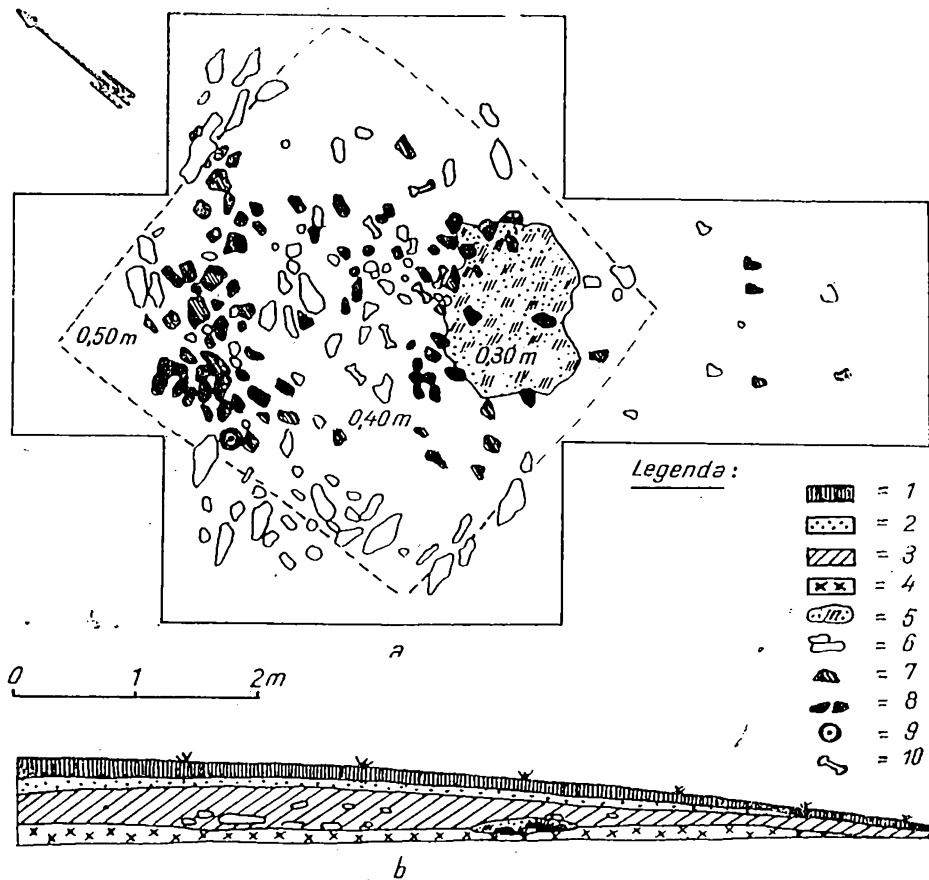 0,50 m
0,30 m
0,40 m
Legenda :
= 1
= 2
= 3
= 4
= 5
= 6
= 7
= 8
= 9
= 10
a
0 1 2m
b